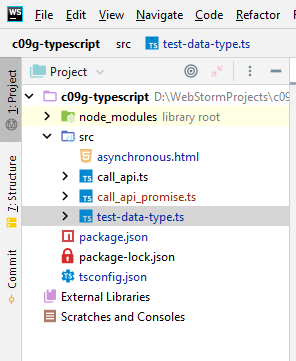 WS File Edit View Navigate Code Refactor
c09g-typescript src test-data-type.ts
Project
c09g-typescript D:\WebStormProjects\c09
node_modules library root
src
asynchronous.html
call_api.ts
call_api_promise.ts
test-data-type.ts
package.json
package-lock.json
tsconfig.json
External Libraries
Scratches and Consoles
1: Project
7: Structure
Commit